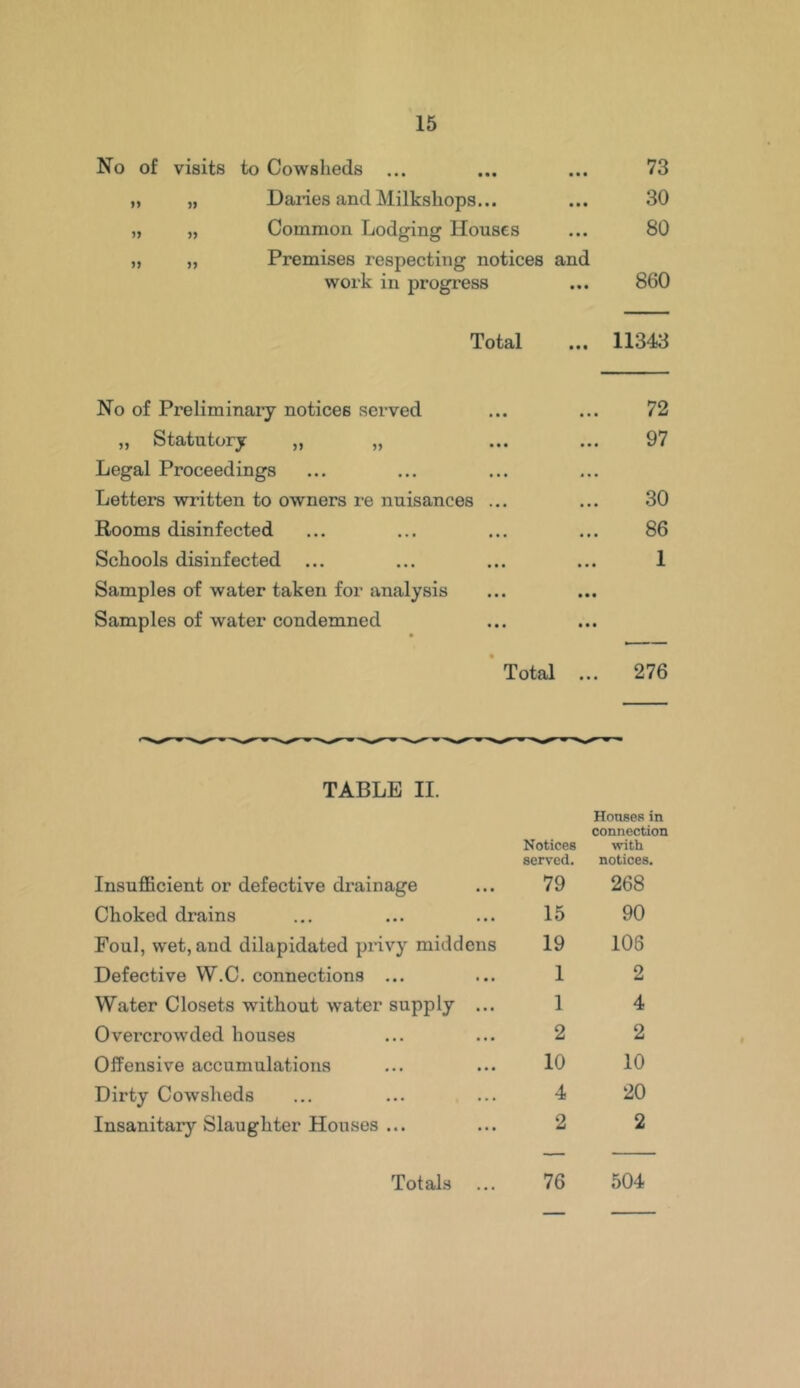 15
No of visits to Cowsheds ... ... ... 73
„ „ Daries and Milkshops... ... 30
„ „ Common Lodging Houses ... 80
„ „ Premises respecting notices and
work in progress ... 860
Total ... 11343
No of Preliminary notices served ... ... 72
„ Statutory „ „ ... ... 97
Legal Proceedings ... ... ... ...
Letters written to owners re nuisances ... ... 30
Rooms disinfected ... ... ... ... 86
Schools disinfected ... ... ... ... 1
Samples of water taken for analysis ... ...
Samples of water condemned ... ...
Total ... 276
TABLE II.
Houses in
connection
Notices with
served. notices.
Insufficient or defective drainage ... 79 268
Choked drains ... ... ... 15 90
Foul, wet, and dilapidated privy middens 19 106
Defective W.C. connections ... ... 1 2
Water Closets without water supply ... 1 4
Overcrowded houses ... ... 2 2
Offensive accumulations ... ... 10 10
Dirty Cowsheds ... ... ... 4 20
Insanitary Slaughter Houses ... ... 2 2
Totals ... 76 504